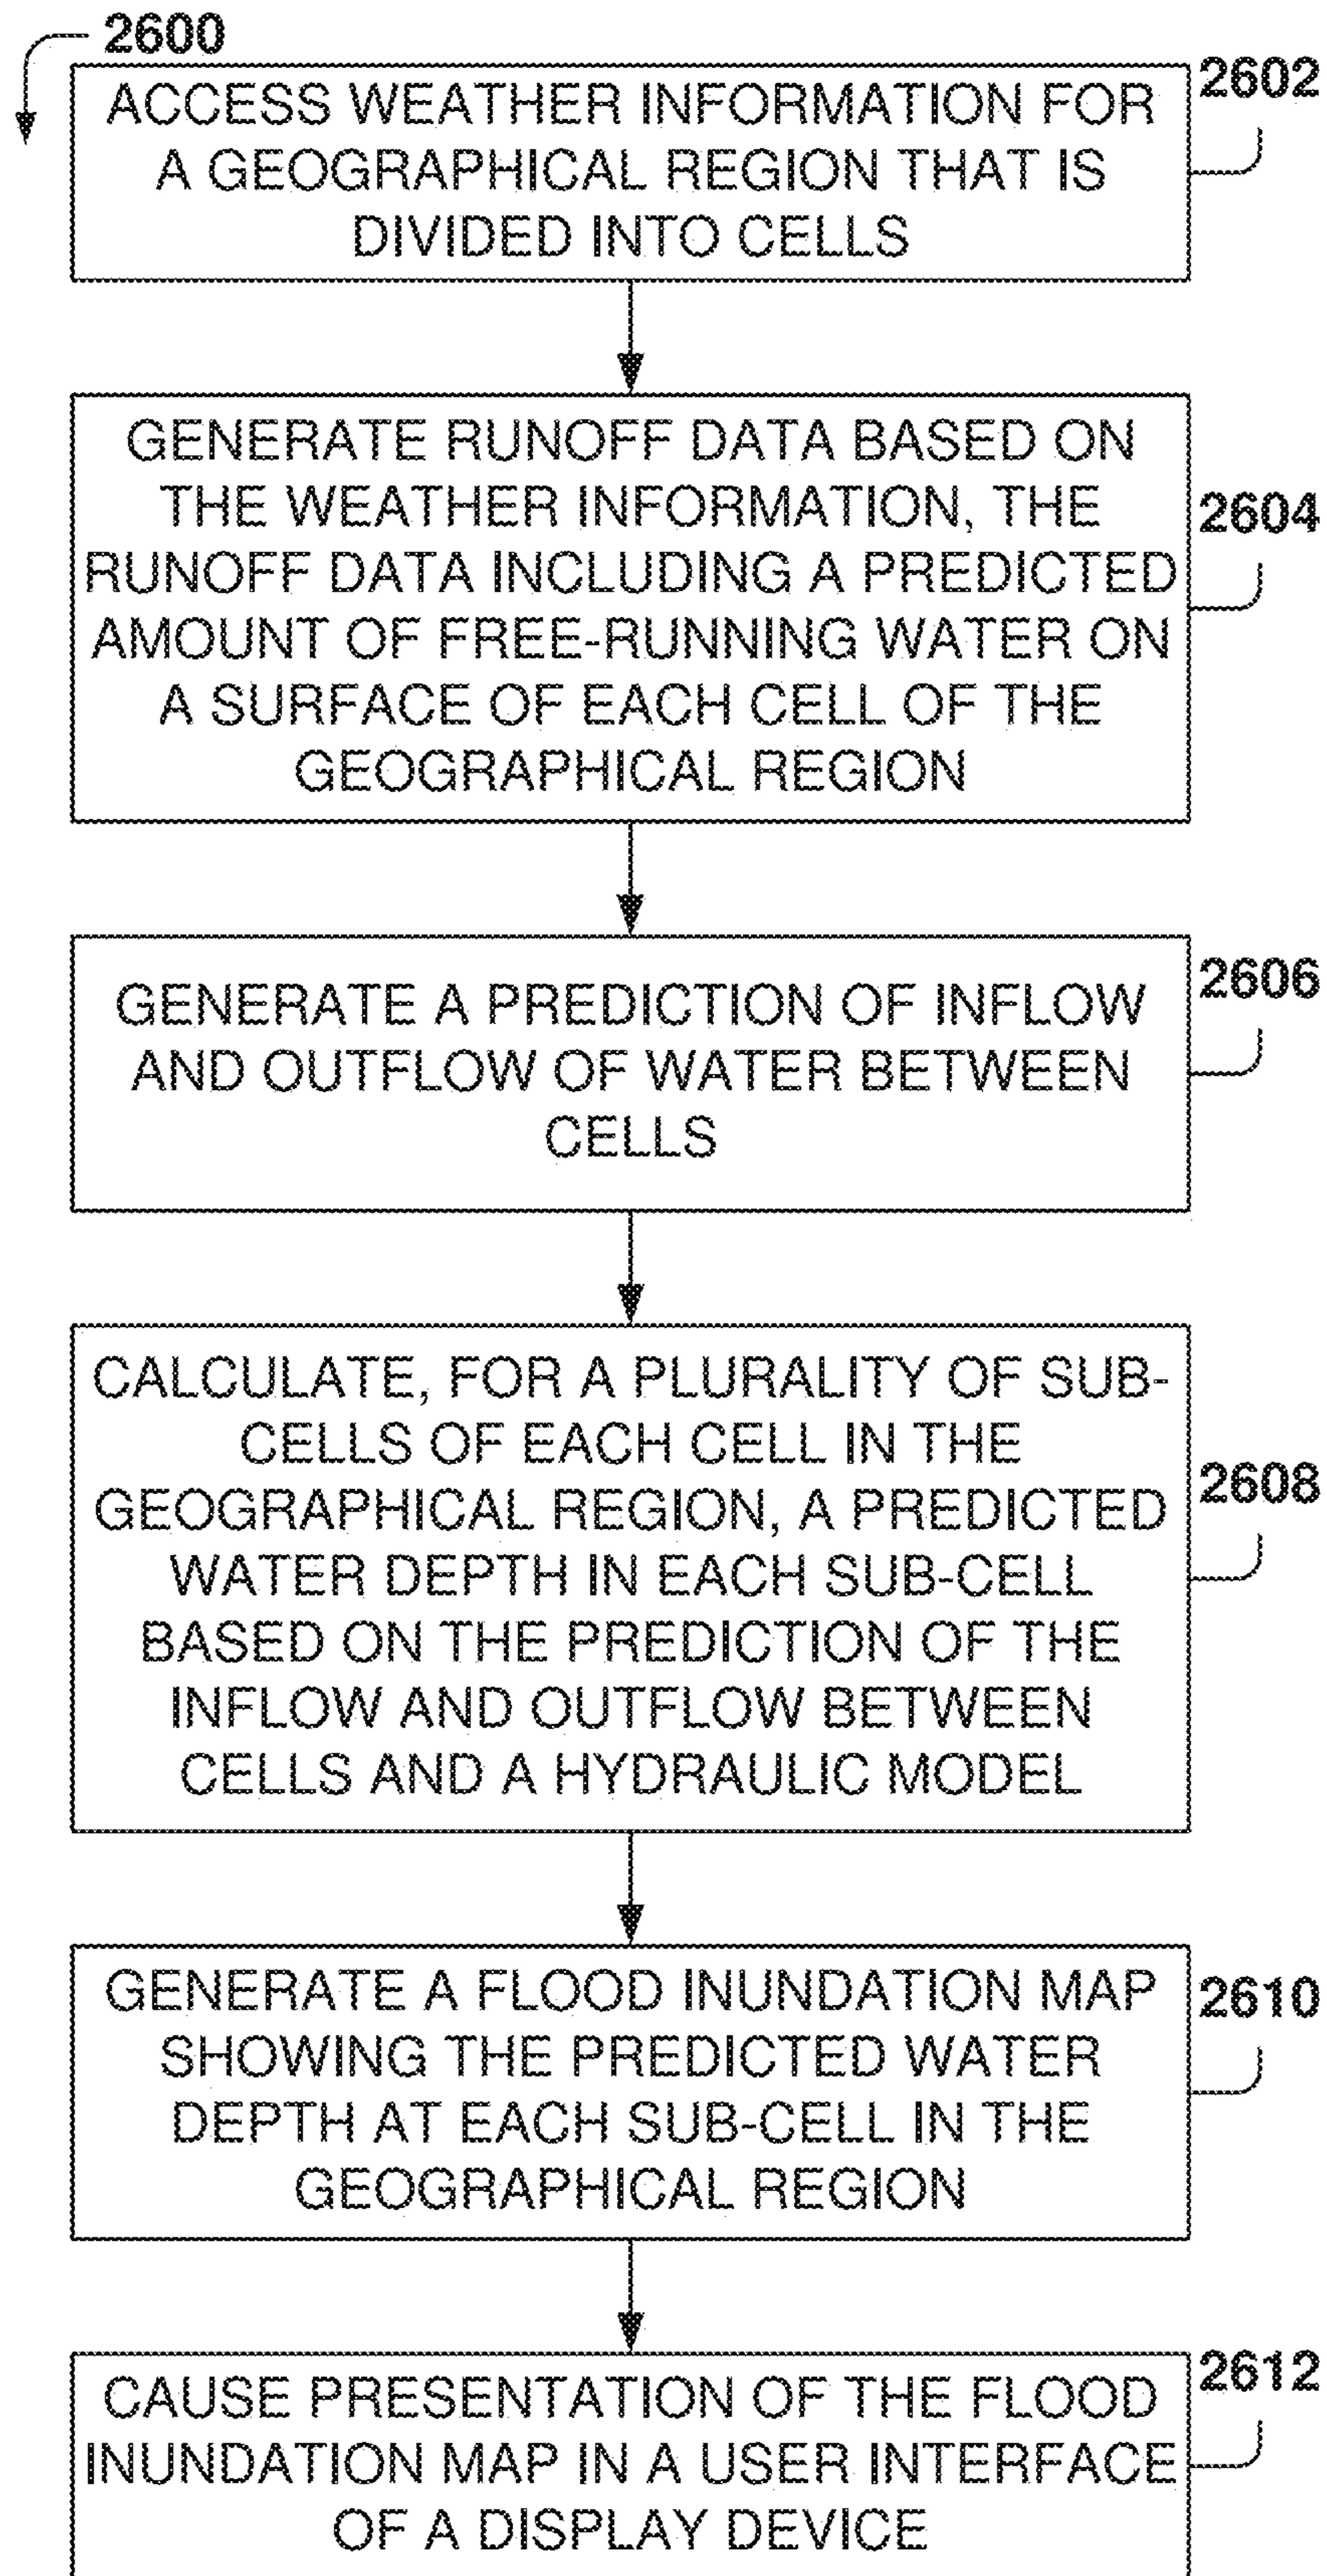 2600
2602
ACCESS WEATHER INFORMATION FOR
A GEOGRAPHICAL REGION THAT IS
DIVIDED INTO CELLS
GENERATE RUNOFF DATA BASED ON
THE WEATHER INFORMATION, THE
2604
RUNOFF DATA INCLUDING A PREDICTED
AMOUNT OF FREE-RUNNING WATER ON
A SURFACE OF EACH CELL OF THE
GEOGRAPHICAL REGION
2606
GENERATE A PREDICTION OF INFLOW
AND OUTFLOW OF WATER BETWEEN
CELLS
CALCULATE, FOR A PLURALITY OF SUB-
CELLS OF EACH CELL IN THE
2608
GEOGRAPHICAL REGION, A PREDICTED
WATER DEPTH IN EACH SUB-CELL
BASED ON THE PREDICTION OF THE
INFLOW AND OUTFLOW BETWEEN
CELLS AND A HYDRAULIC MODEL
GENERATE A FLOOD INUNDATION MAP
2610
SHOWING THE PREDICTED WATER
DEPTH AT EACH SUB-CELL IN THE
GEOGRAPHICAL REGION
2612
CAUSE PRESENTATION OF THE FLOOD
INUNDATION MAP IN A USER INTERFACE
OF A DISPLAY DEVICE